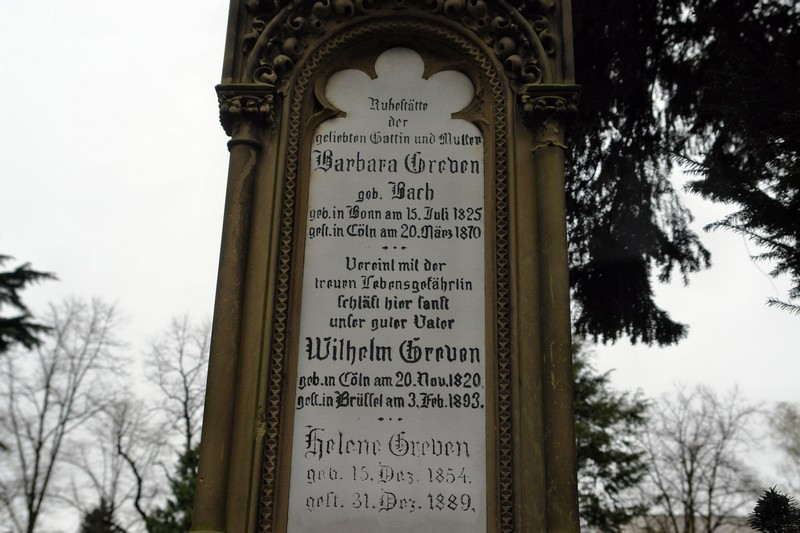 Ruhestätte
der
geliebten Gattin und Mutter
Barbara Greven
geb. Bach
geb. in Bonn am 15. Juli 1825
gest. in Cöln am 20. März 1870
Vereint mit der
treuen Lebensgefährtin
schläft hier sanft
unser guter Vater
Wilhelm Greven
geb. in Cöln am 20. Nov. 1820.
gest. in Brüssel am 3. Feb. 1893.
Helene Greven
geb. 15. Dez. 1854.
gest. 31. Dez. 1889.